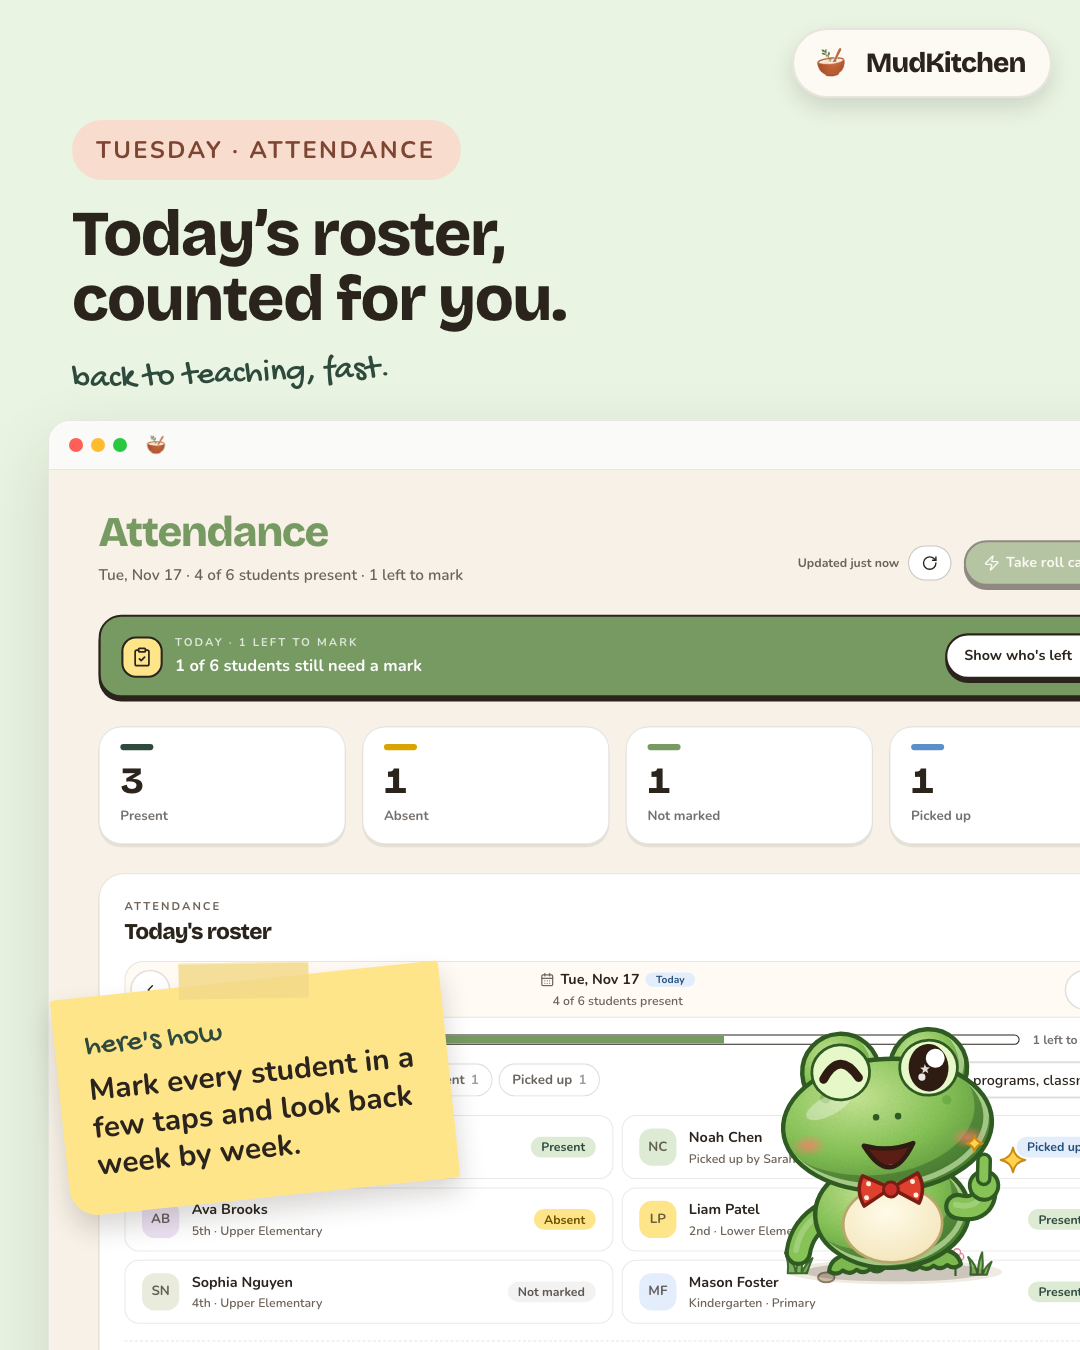 MudKitchen
TUESDAY · ATTENDANCE
Today's roster,
counted for you.
back to teaching, fast.
Attendance
Tue, Nov 17 · 4 of 6 students present · 1 left to mark
Updated just now
Take roll ca
TODAY · 1 LEFT TO MARK
1 of 6 students still need a mark
Show who's left
3
Present
1
Absent
1
Not marked
1
Picked up
ATTENDANCE
Today's roster
Tue, Nov 17 Today
4 of 6 students present
1 left to
here's how
Mark every student in a
few taps and look back
week by week.
ent 1
Picked up 1
programs, classr
Present
NC
Noah Chen
Picked up by Sarah
Picked up
AB
Ava Brooks
5th · Upper Elementary
Absent
LP
Liam Patel
2nd · Lower Eleme
Present
SN
Sophia Nguyen
4th · Upper Elementary
Not marked
MF
Mason Foster
Kindergarten · Primary
Present